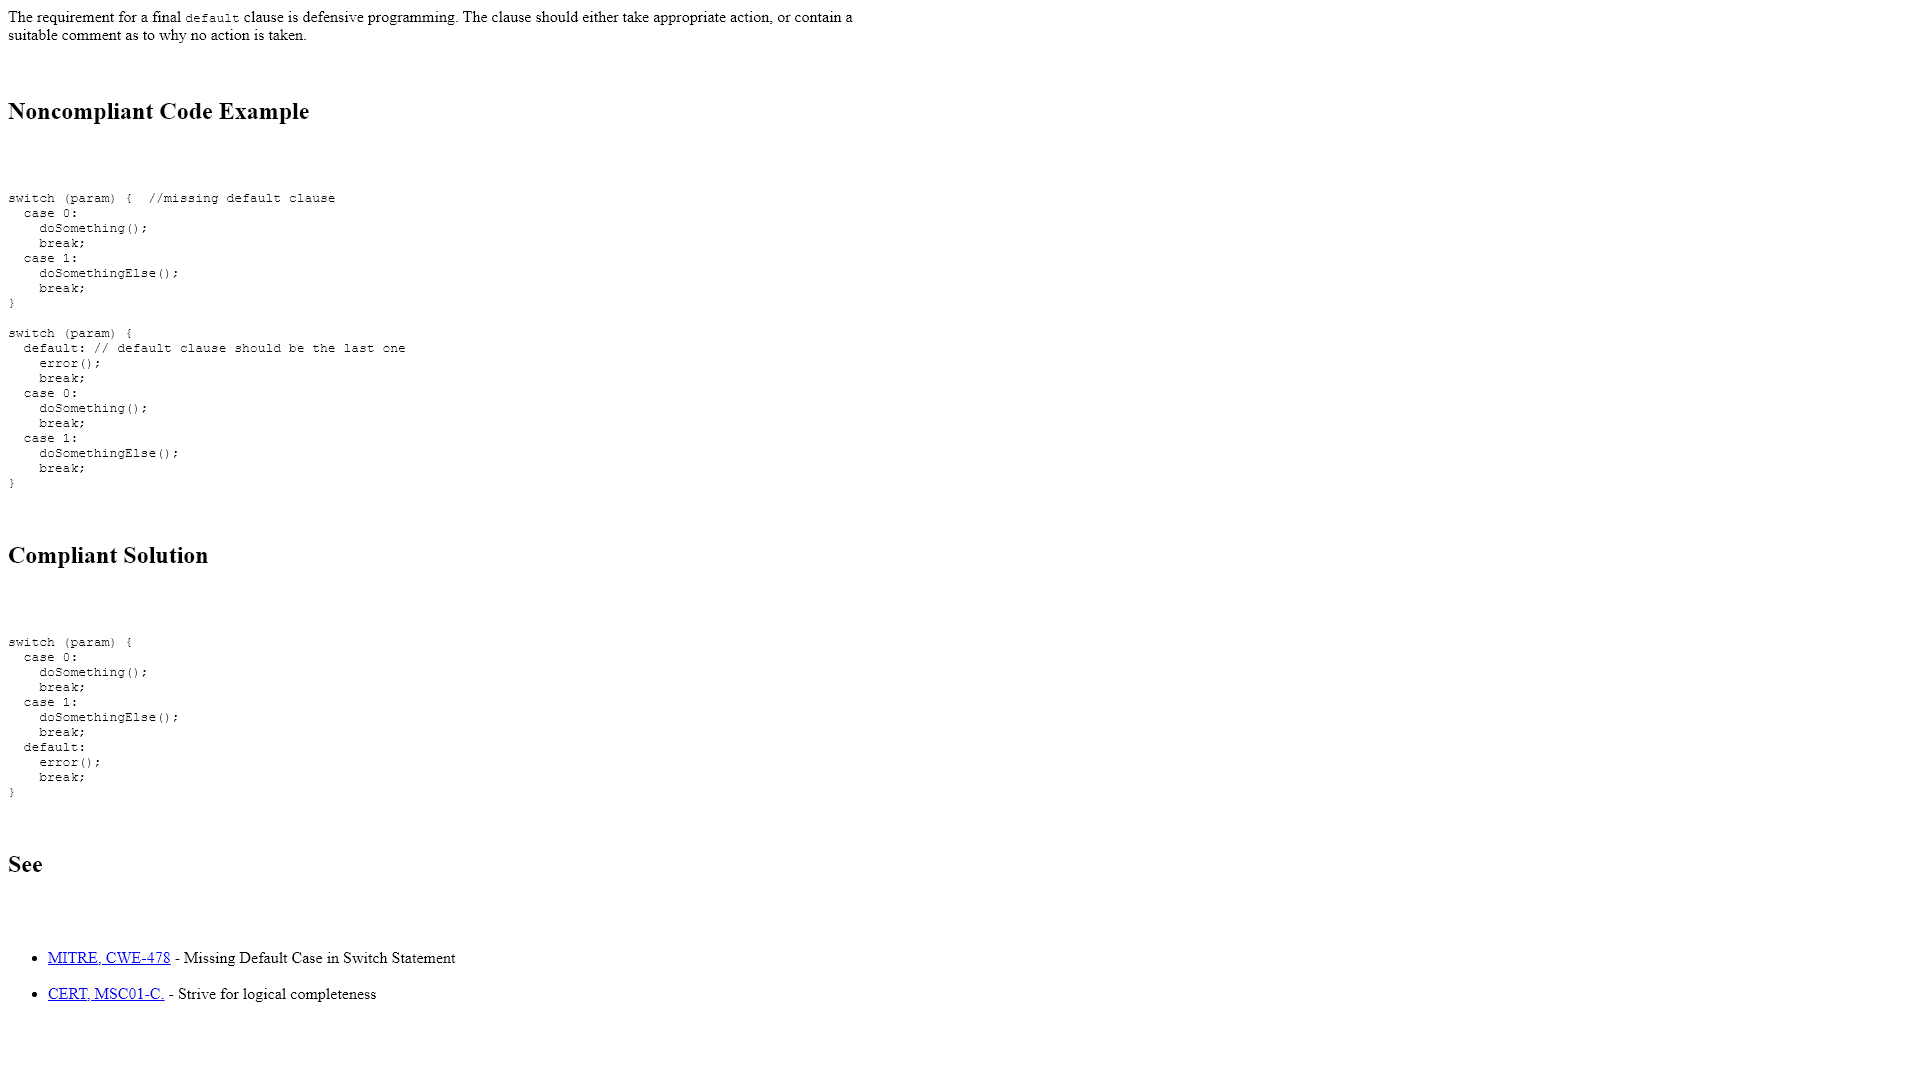 The requirement for a final default clause is defensive programming. The clause should either take appropriate action, or contain a
suitable comment as to why no action is taken.
Noncompliant Code Example
switch (param) {  //missing default clause
  case 0:
    doSomething();
    break;
  case 1:
    doSomethingElse();
    break;
}
switch (param) {
  default: // default clause should be the last one
    error();
    break;
  case 0:
    doSomething();
    break;
  case 1:
    doSomethingElse();
    break;
}
Compliant Solution
switch (param) {
  case 0:
    doSomething();
    break;
  case 1:
    doSomethingElse();
    break;
  default:
    error();
    break;
}
See
• MITRE, CWE-478 - Missing Default Case in Switch Statement
• CERT, MSC01-C. - Strive for logical completeness